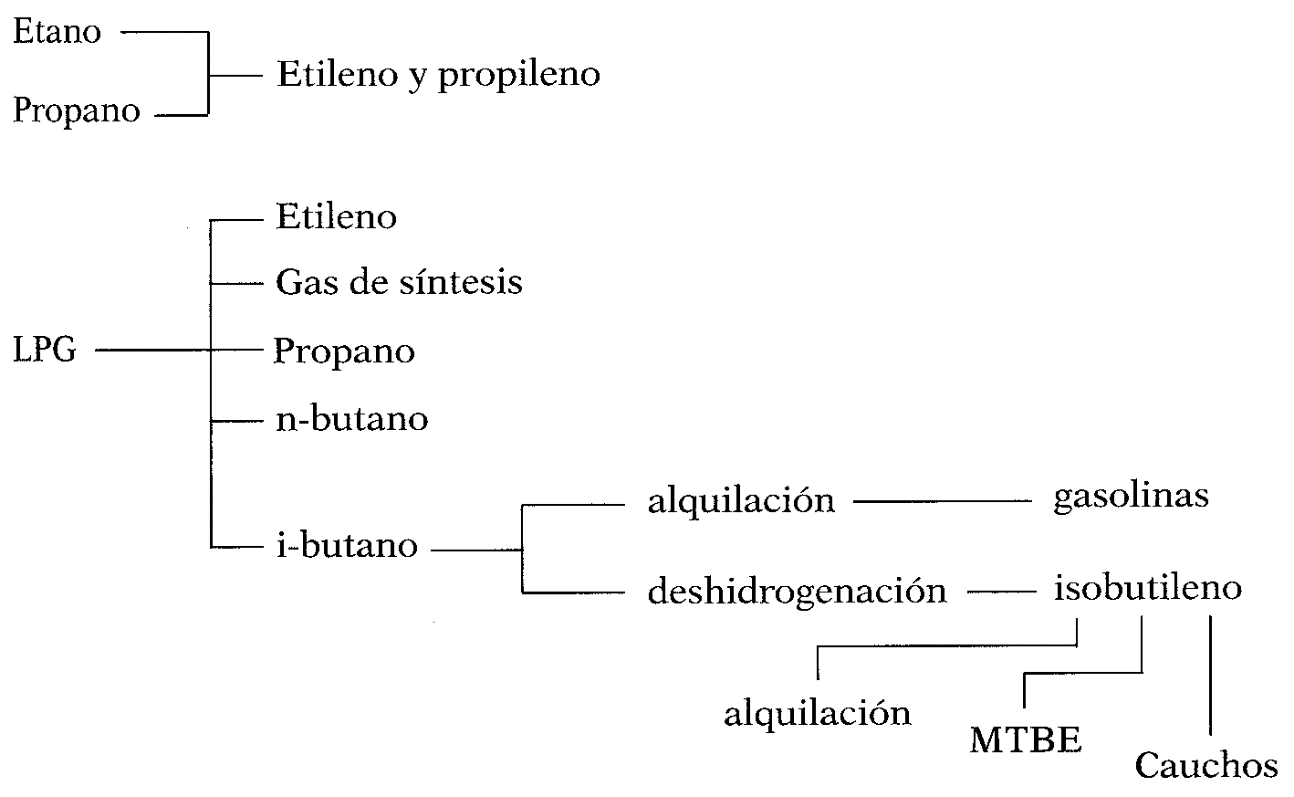 Etano
Etileno y propileno
Propano
Etileno
Gas de síntesis
LPG
Propano
n-butano
i-butano
alquilación
gasolinas
deshidrogenación
isobutileno
alquilación
MTBE
Cauchos